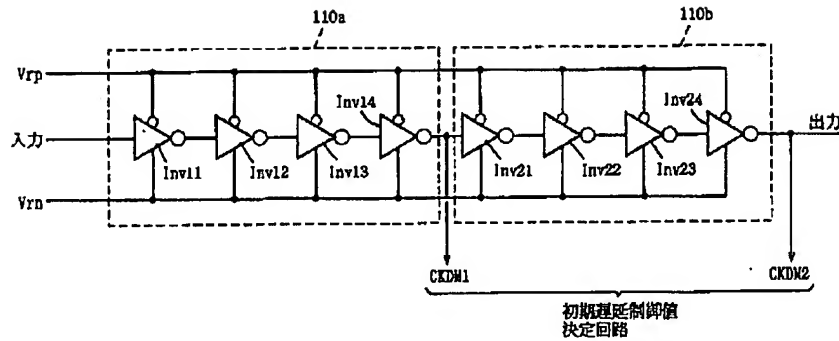 110a
110b
Vrp
Inv14
Inv24
入力
出力
Inv11
Inv12
Inv13
Inv21
Inv22
Inv23
Vrn
CKDM1
CKDM2
初期遅延制御値
決定回路